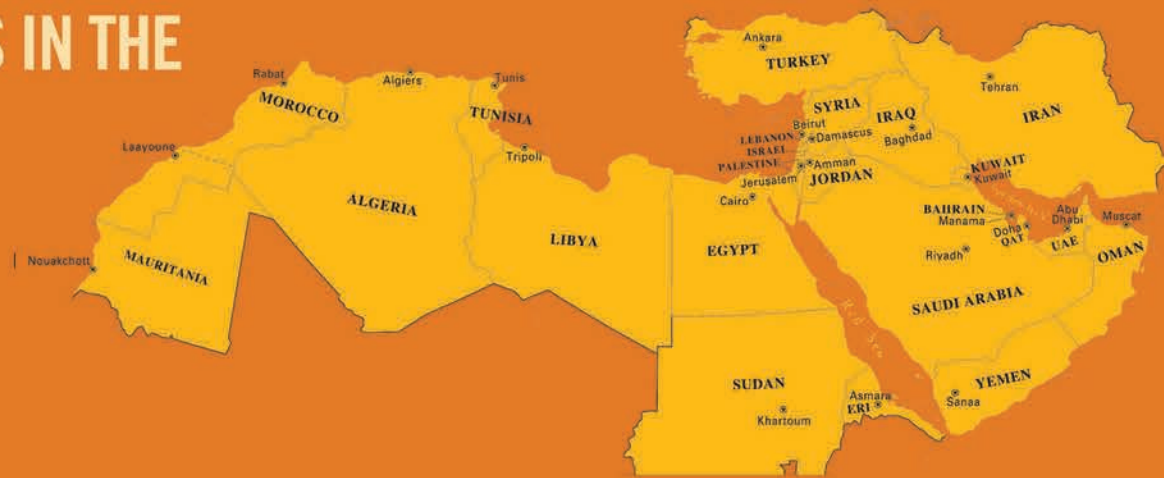 S IN THE
Ankara
TURKEY
Rabat
Algiers
Tunis
Tehran
MOROCCO
TUNISIA
SYRIA
IRAQ
IRAN
Beirut
LEBANON
Damascus
Baghdad
ISRAEL
Laayoune
Tripoli
PALESTINE
Amman
KUWAIT
Kuwait
Jerusalem
JORDAN
ALGERIA
Cairo
BAHRAIN
Manama
Abu
Dhabi
Muscat
Doha
QAT
UAE
OMAN
LIBYA
EGYPT
Riyadh
Nouakchott
MAURITANIA
SAUDI ARABIA
Red Sea
SUDAN
YEMEN
Asmara
ERI
Sanaa
Khartoum